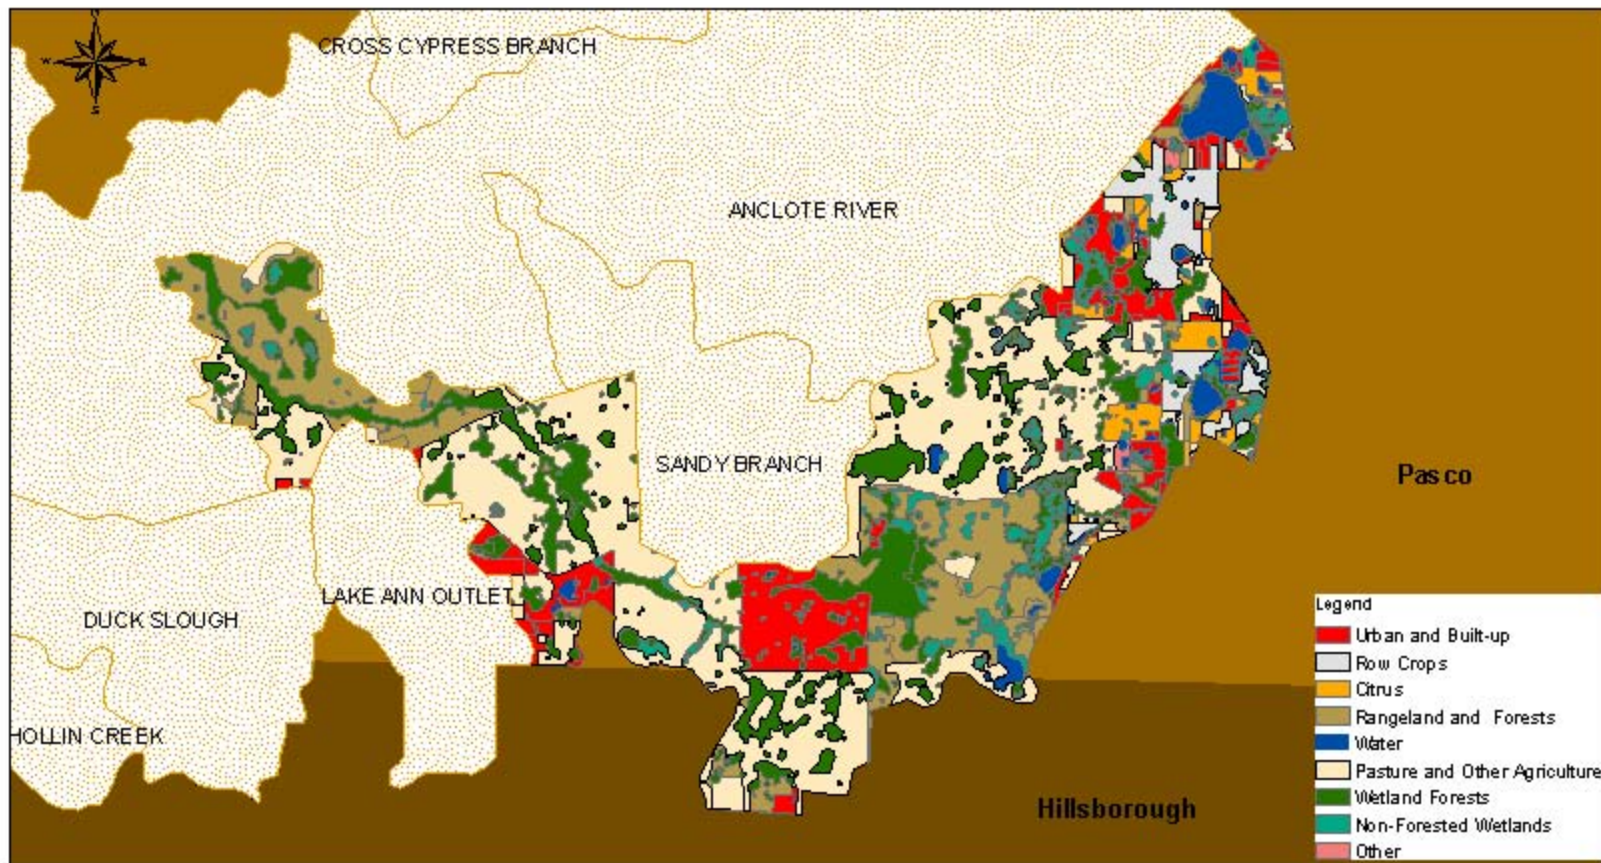 CROSS CYPRESS BRANCH
W
S
ANCLOTE RIVER
SANDY BRANCH
Pasco
LAKE ANN OUTLET
DUCK SLOUGH
HOLLIN CREEK
Hillsborough
Legend
Urban and Built-up
Row Crops
Citrus
Rangeland and Forests
Water
Pasture and Other Agriculture
Wetland Forests
Non-Forested Wetlands
Other